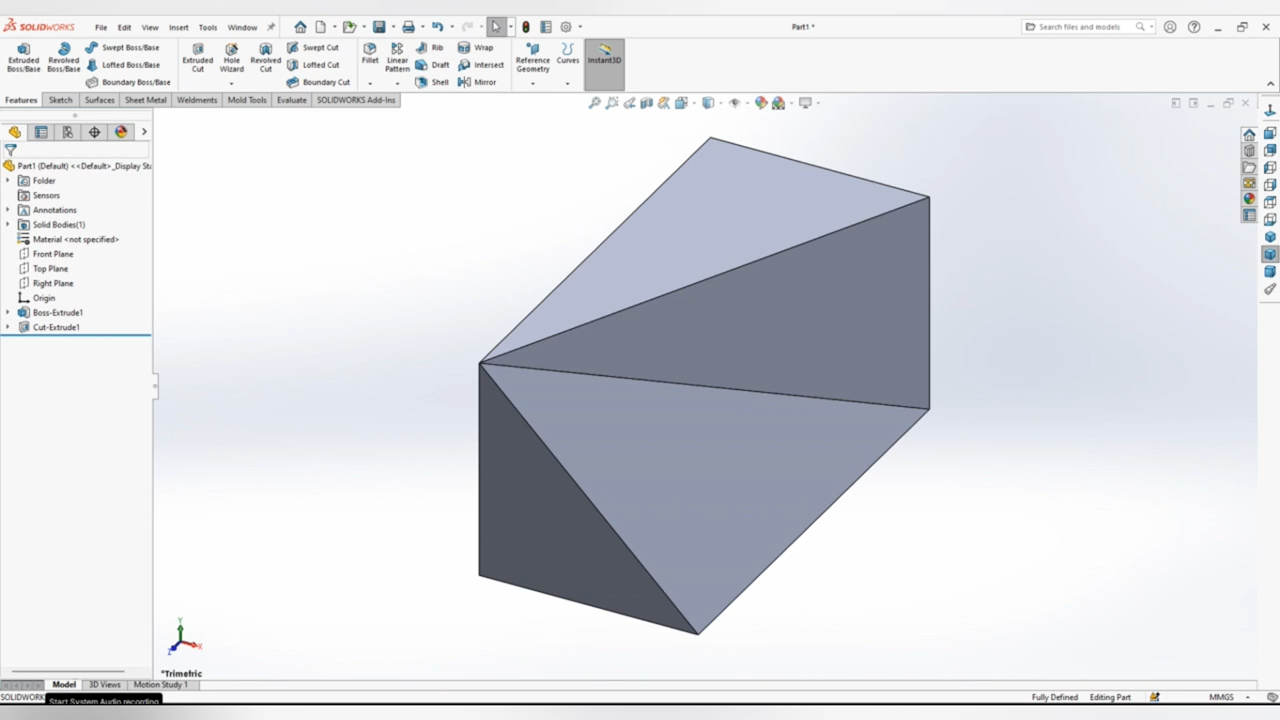 SOLIDWORKS File Edit View Insert Tools Window Part1 * Search files and models
Extruded Boss/Base
Revolved Boss/Base
Swept Boss/Base
Lofted Boss/Base
Boundary Boss/Base
Extruded Cut
Hole Wizard
Revolved Cut
Swept Cut
Lofted Cut
Boundary Cut
Fillet
Linear Pattern
Rib
Draft
Shell
Wrap
Intersect
Mirror
Reference Geometry
Curves
Instant3D
Features Sketch Surfaces Sheet Metal Weldments Mold Tools Evaluate SOLIDWORKS Add-Ins
Part1 (Default) <<Default>_Display Sta
Folder
Sensors
Annotations
Solid Bodies(1)
Material <not specified>
Front Plane
Top Plane
Right Plane
Origin
Boss-Extrude1
Cut-Extrude1
Y
X
Z
*Trimetric
Model 3D Views Motion Study 1
SOLIDWORK Start System Audio recording Fully Defined Editing Part MMGS